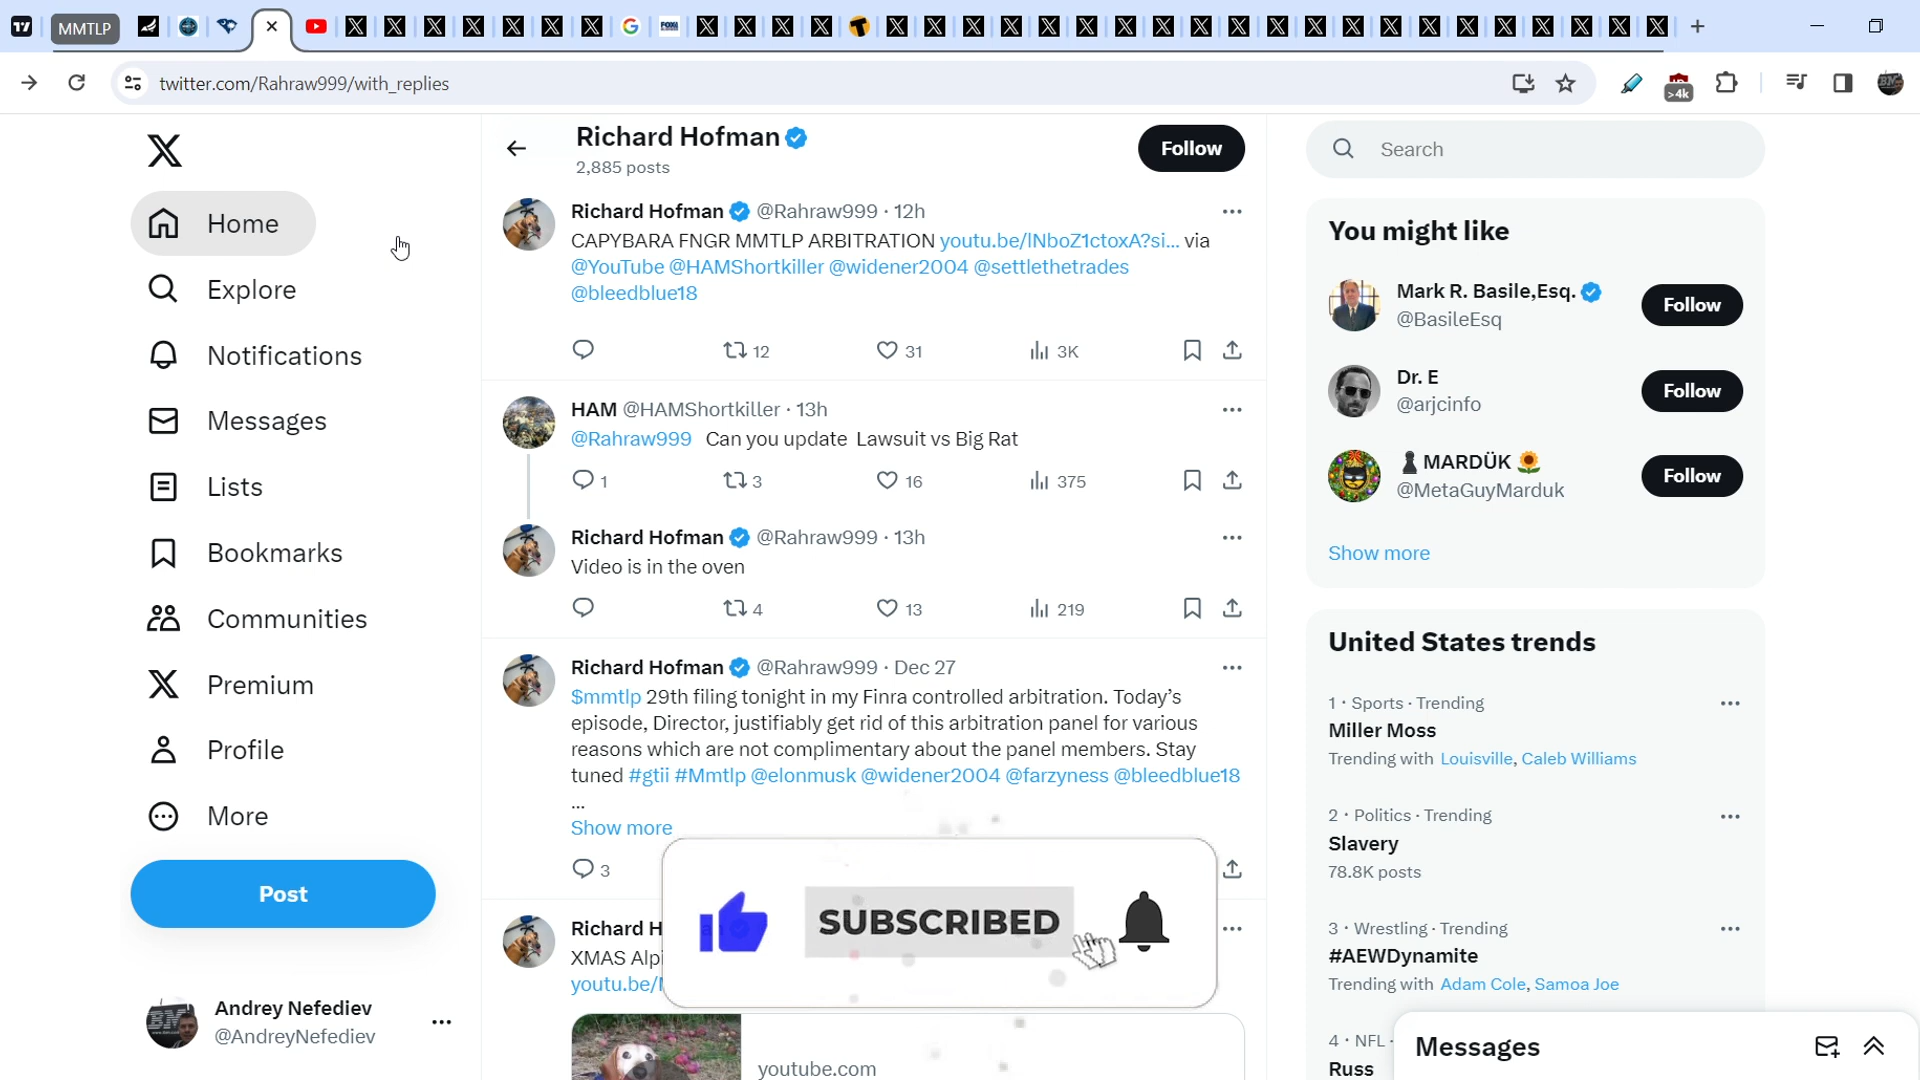 MMTLP
twitter.com/Rahraw999/with_replies
>4k
Richard Hofman
2,885 posts
Follow
Search
Home
Explore
Notifications
Messages
Lists
Bookmarks
Communities
Premium
Profile
More
Post
Andrey Nefediev
@AndreyNefediev
Richard Hofman @Rahraw999 · 12h
CAPYBARA FNGR MMTLP ARBITRATION youtu.be/lNboZ1ctoxA?si... via
@YouTube @HAMShortkiller @widener2004 @settlethetrades
@bleedblue18
12 31 3K
HAM @HAMShortkiller · 13h
@Rahraw999 Can you update Lawsuit vs Big Rat
1 3 16 375
Richard Hofman @Rahraw999 · 13h
Video is in the oven
4 13 219
Richard Hofman @Rahraw999 · Dec 27
$mmtlp 29th filing tonight in my Finra controlled arbitration. Today's
episode, Director, justifiably get rid of this arbitration panel for various
reasons which are not complimentary about the panel members. Stay
tuned #gtii #Mmtlp @elonmusk @widener2004 @farzyness @bleedblue18
...
Show more
3
Richard H
XMAS Alpi
youtu.be/
SUBSCRIBED
youtube.com
You might like
Mark R. Basile,Esq.
@BasileEsq
Follow
Dr. E
@arjcinfo
Follow
MARDÜK
@MetaGuyMarduk
Follow
Show more
United States trends
1 · Sports · Trending
Miller Moss
Trending with Louisville, Caleb Williams
2 · Politics · Trending
Slavery
78.8K posts
3 · Wrestling · Trending
#AEWDynamite
Trending with Adam Cole, Samoa Joe
4 · NFL ·
Russ
Messages